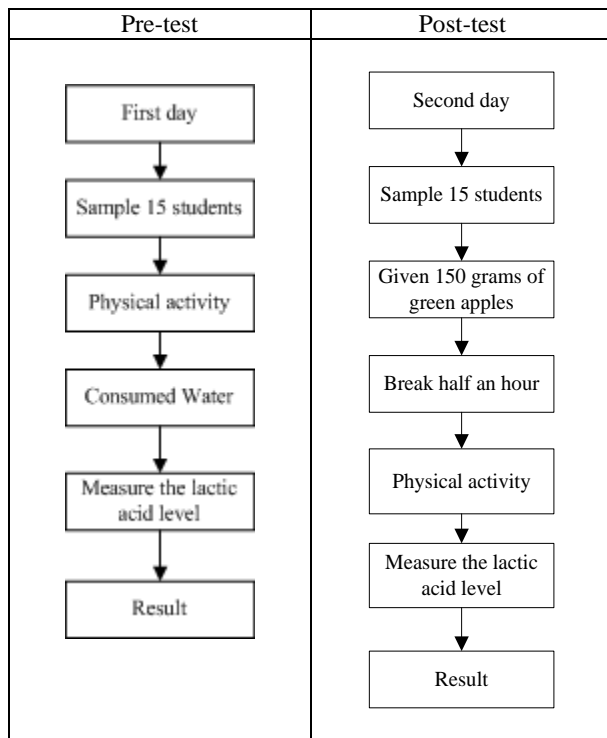 Pre-test
Post-test
First day
Sample 15 students
Physical activity
Consumed Water
Measure the lactic
acid level
Result
Second day
Sample 15 students
Given 150 grams of
green apples
Break half an hour
Physical activity
Measure the lactic
acid level
Result